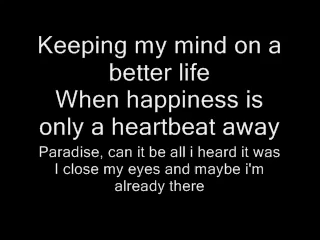 Keeping my mind on a
better life
When happiness is
only a heartbeat away
Paradise, can it be all i heard it was
I close my eyes and maybe i'm
already there